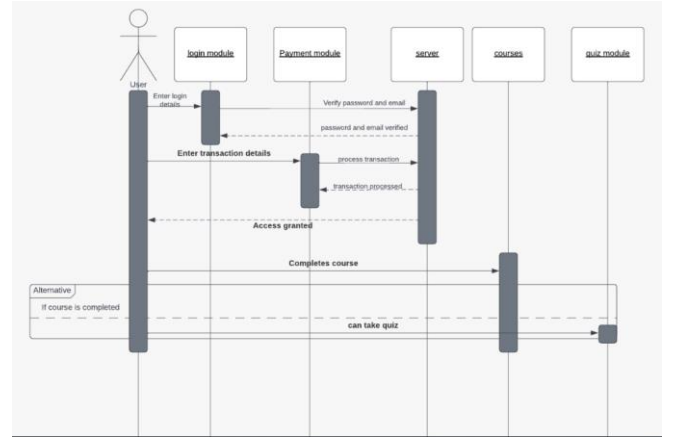 login module
Payment module
server
courses
quiz module
User
Enter login
details
Verify password and email
password and email verified
Enter transaction details
process transaction
transaction processed
Access granted
Completes course
Alternative
If course is completed
can take quiz